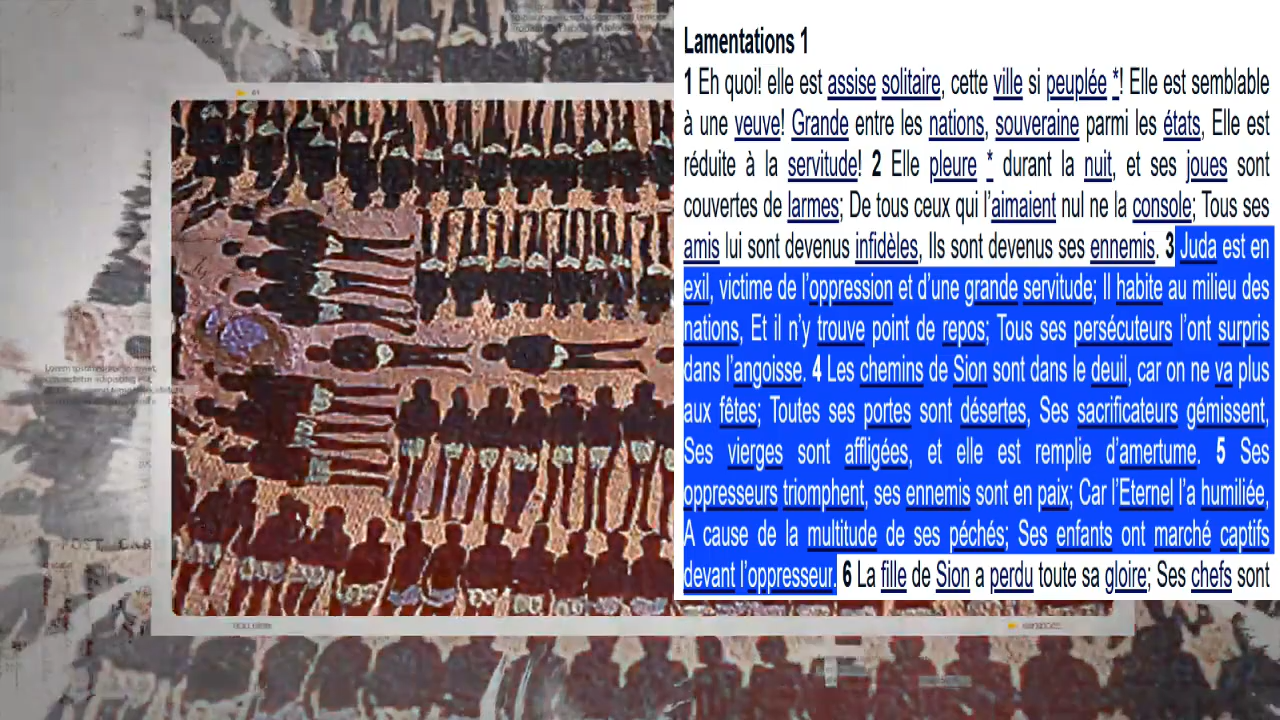 Lamentations 1
1 Eh quoi! elle est assise solitaire, cette ville si peuplée *! Elle est semblable
à une veuve! Grande entre les nations, souveraine parmi les états, Elle est
réduite à la servitude! 2 Elle pleure * durant la nuit, et ses joues sont
couvertes de larmes; De tous ceux qui l'aimaient nul ne la console; Tous ses
amis lui sont devenus infidèles, Ils sont devenus ses ennemis. 3 Juda est en
exil, victime de l'oppression et d'une grande servitude; Il habite au milieu des
nations, Et il n'y trouve point de repos; Tous ses persécuteurs l'ont surpris
dans l'angoisse. 4 Les chemins de Sion sont dans le deuil, car on ne va plus
aux fêtes; Toutes ses portes sont désertes, Ses sacrificateurs gémissent,
Ses vierges sont affligées, et elle est remplie d'amertume. 5 Ses
oppresseurs triomphent, ses ennemis sont en paix; Car l'Eternel l'a humiliée,
A cause de la multitude de ses péchés; Ses enfants ont marché captifs
devant l'oppresseur. 6 La fille de Sion a perdu toute sa gloire; Ses chefs sont